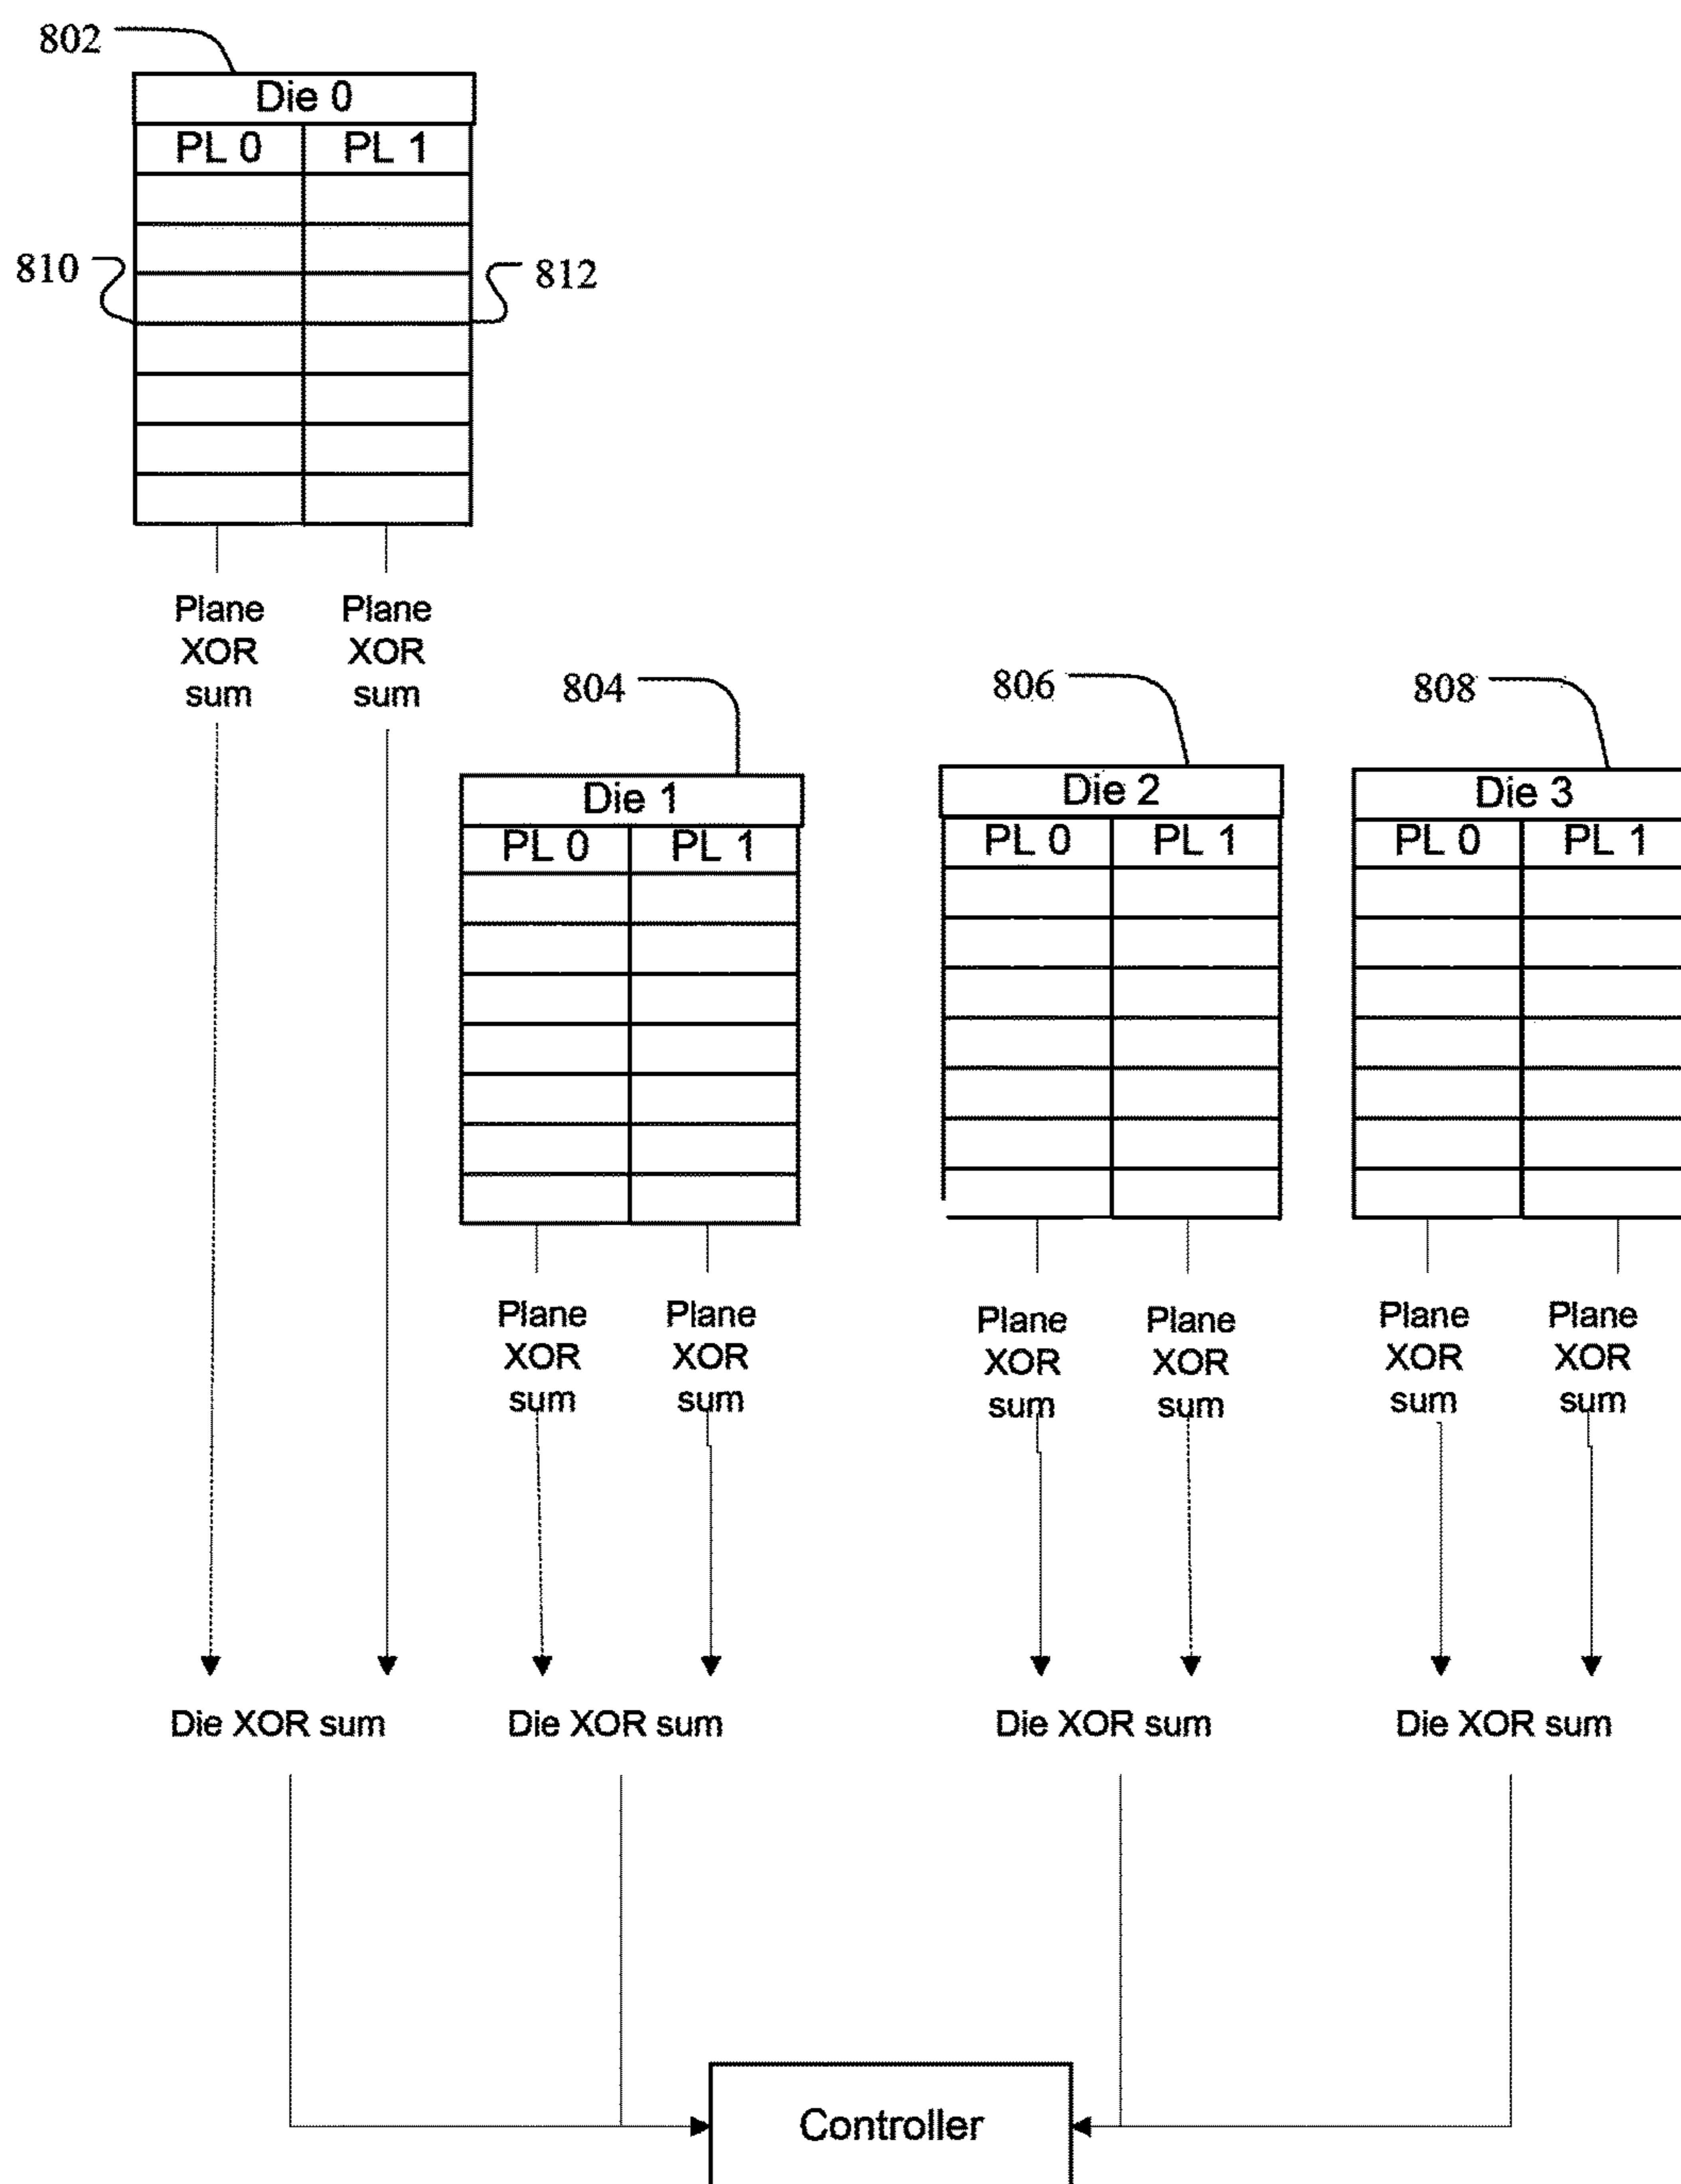 802
Die 0
PL 0 PL 1
810
812
Plane Plane
XOR XOR
sum sum
804
806
808
Die 1
Die 2
Die 3
PL 0 PL 1
PL 0 PL 1
PL 0 PL 1
Plane Plane
XOR XOR
sum sum
Plane Plane
XOR XOR
sum sum
Plane Plane
XOR XOR
sum sum
Die XOR sum
Die XOR sum
Die XOR sum
Die XOR sum
Controller